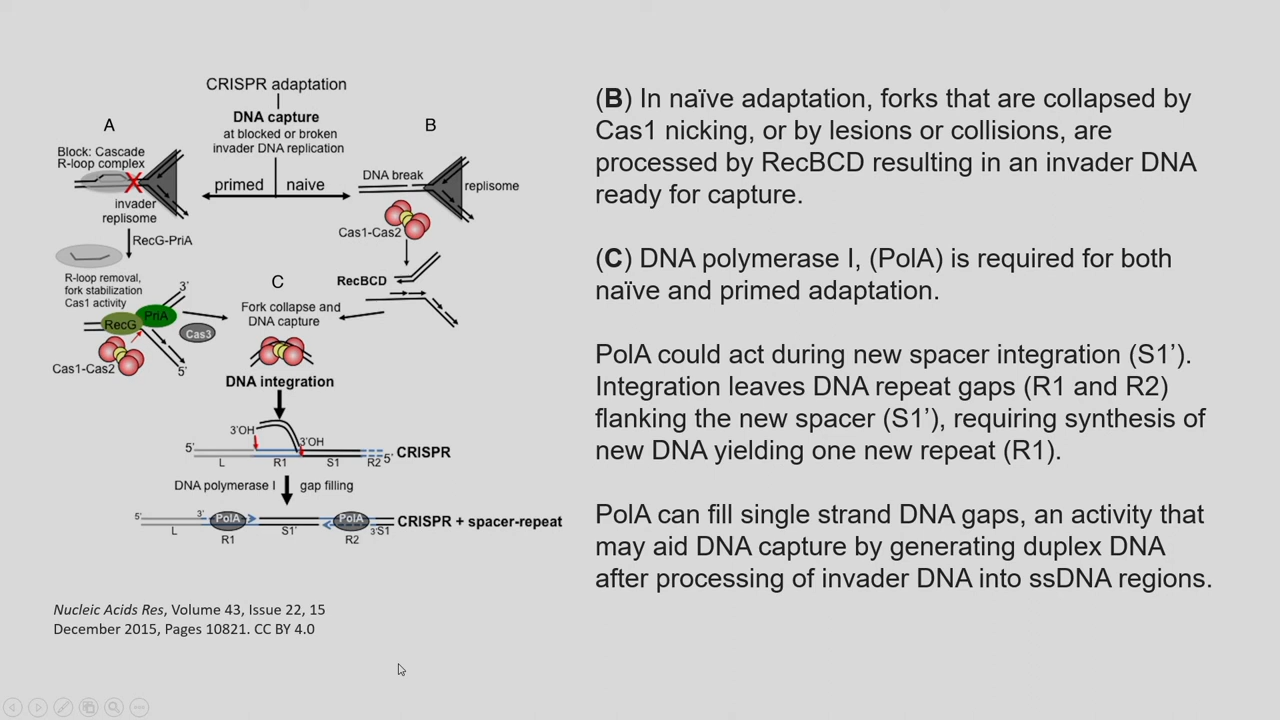 CRISPR adaptation
DNA capture
at blocked or broken
invader DNA replication
primed
naive
A
Block: Cascade
R-loop complex
invader
replisome
RecG-PriA
R-loop removal,
fork stabilization
Cas1 activity
3'
RecG
PriA
Cas3
Cas1-Cas2
5'
B
DNA break
replisome
Cas1-Cas2
RecBCD
C
Fork collapse and
DNA capture
DNA integration
3'OH
3'OH
5'
5'
CRISPR
L
R1
S1
R2
DNA polymerase I
gap filling
5'
3'
PolA
PolA
CRISPR + spacer-repeat
L
R1
S1'
R2
3'
S1
Nucleic Acids Res, Volume 43, Issue 22, 15
December 2015, Pages 10821. CC BY 4.0
(B) In naïve adaptation, forks that are collapsed by
Cas1 nicking, or by lesions or collisions, are
processed by RecBCD resulting in an invader DNA
ready for capture.
(C) DNA polymerase I, (PolA) is required for both
naïve and primed adaptation.
PolA could act during new spacer integration (S1’).
Integration leaves DNA repeat gaps (R1 and R2)
flanking the new spacer (S1’), requiring synthesis of
new DNA yielding one new repeat (R1).
PolA can fill single strand DNA gaps, an activity that
may aid DNA capture by generating duplex DNA
after processing of invader DNA into ssDNA regions.